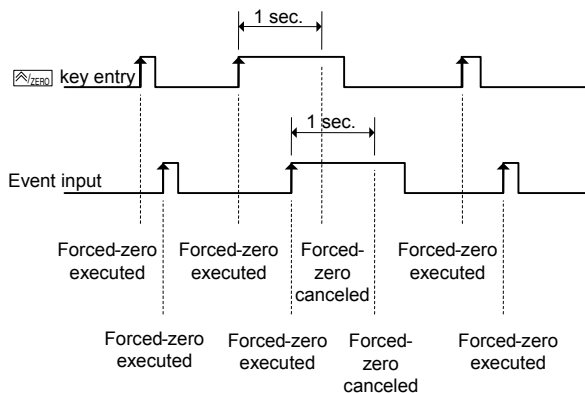 1 sec.
/ZERO key entry
1 sec.
Event input
Forced-zero
executed
Forced-zero
executed
Forced-
zero
canceled
Forced-zero
executed
Forced-zero
executed
Forced-zero
executed
Forced-
zero
canceled
Forced-zero
executed